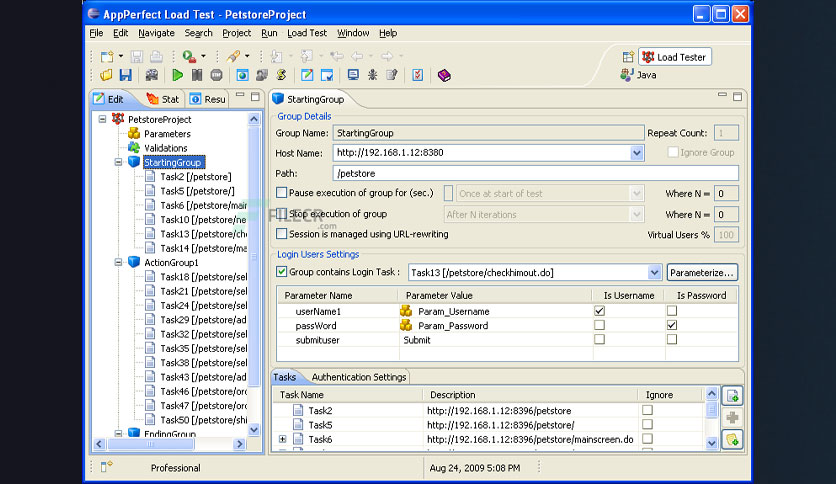 AppPerfect Load Test - PetstoreProject
File Edit Navigate Search Project Run Load Test Window Help
Load Tester
Java
Edit Stat Resu
PetstoreProject
Parameters
Validations
StartingGroup
Task2 [/petstore]
Task5 [/petstore/]
Task6 [/petstore/main
Task10 [/petstore/ne
Task13 [/petstore/che
Task14 [/petstore/ma
ActionGroup1
Task18 [/petstore/sel
Task21 [/petstore/sel
Task24 [/petstore/sel
Task29 [/petstore/ad
Task32 [/petstore/sel
Task35 [/petstore/sel
Task38 [/petstore/sel
Task43 [/petstore/ad
Task46 [/petstore/ord
Task47 [/petstore/ord
Task50 [/petstore/shi
EndingGroup
StartingGroup
Group Details
Group Name: StartingGroup Repeat Count: 1
Host Name: http://192.168.1.12:8380 Ignore Group
Path: /petstore
Pause execution of group for (sec.) Once at start of test Where N = 0
Stop execution of group After N iterations Where N = 0
Session is managed using URL-rewriting Virtual Users % 100
FILECR
.com
Login Users Settings
Group contains Login Task : Task13 [/petstore/checkhimout.do] Parameterize...
Parameter Name Parameter Value Is Username Is Password
userName1 Param_Username
passWord Param_Password
submituser Submit
Tasks Authentication Settings
Task Name Description Ignore
Task2 http://192.168.1.12:8396/petstore
Task5 http://192.168.1.12:8396/petstore/
Task6 http://192.168.1.12:8396/petstore/mainscreen.do
Professional Aug 24, 2009 5:08 PM